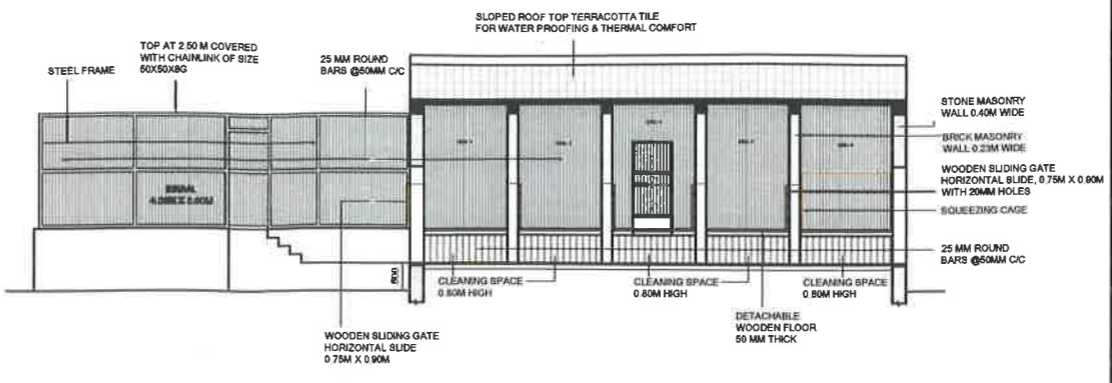 SLOPED ROOF TOP TERRACOTTA TILE
FOR WATER PROOFING & THERMAL COMFORT
TOP AT 2.50 M COVERED
WITH CHAINLINK OF SIZE
50X50X8G
STEEL FRAME
25 MM ROUND
BARS @50MM C/C
STONE MASONRY
WALL 0.40M WIDE
BRICK MASONRY
WALL 0.23M WIDE
WOODEN SLIDING GATE
HORIZONTAL SLIDE, 0.75M X 0.90M
WITH 20MM HOLES
SQUEEZING CAGE
25 MM ROUND
BARS @50MM C/C
600
CLEANING SPACE
0.80M HIGH
CLEANING SPACE
0.80M HIGH
CLEANING SPACE
0.80M HIGH
DETACHABLE
WOODEN FLOOR
50 MM THICK
WOODEN SLIDING GATE
HORIZONTAL SLIDE
0.75M X 0.90M